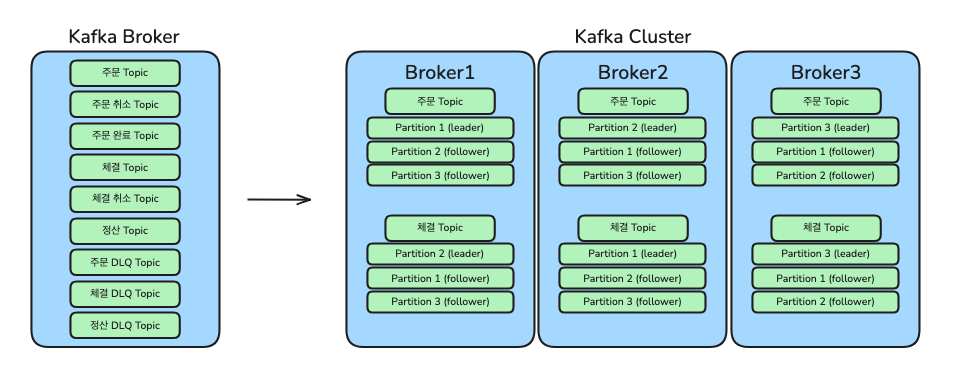 Kafka Broker
주문 Topic
주문 취소 Topic
주문 완료 Topic
체결 Topic
체결 취소 Topic
정산 Topic
주문 DLQ Topic
체결 DLQ Topic
정산 DLQ Topic
Kafka Cluster
Broker1
주문 Topic
Partition 1 (leader)
Partition 2 (follower)
Partition 3 (follower)
체결 Topic
Partition 2 (leader)
Partition 1 (follower)
Partition 3 (follower)
Broker2
주문 Topic
Partition 2 (leader)
Partition 1 (follower)
Partition 3 (follower)
체결 Topic
Partition 1 (leader)
Partition 2 (follower)
Partition 3 (follower)
Broker3
주문 Topic
Partition 3 (leader)
Partition 1 (follower)
Partition 2 (follower)
체결 Topic
Partition 3 (leader)
Partition 1 (follower)
Partition 2 (follower)